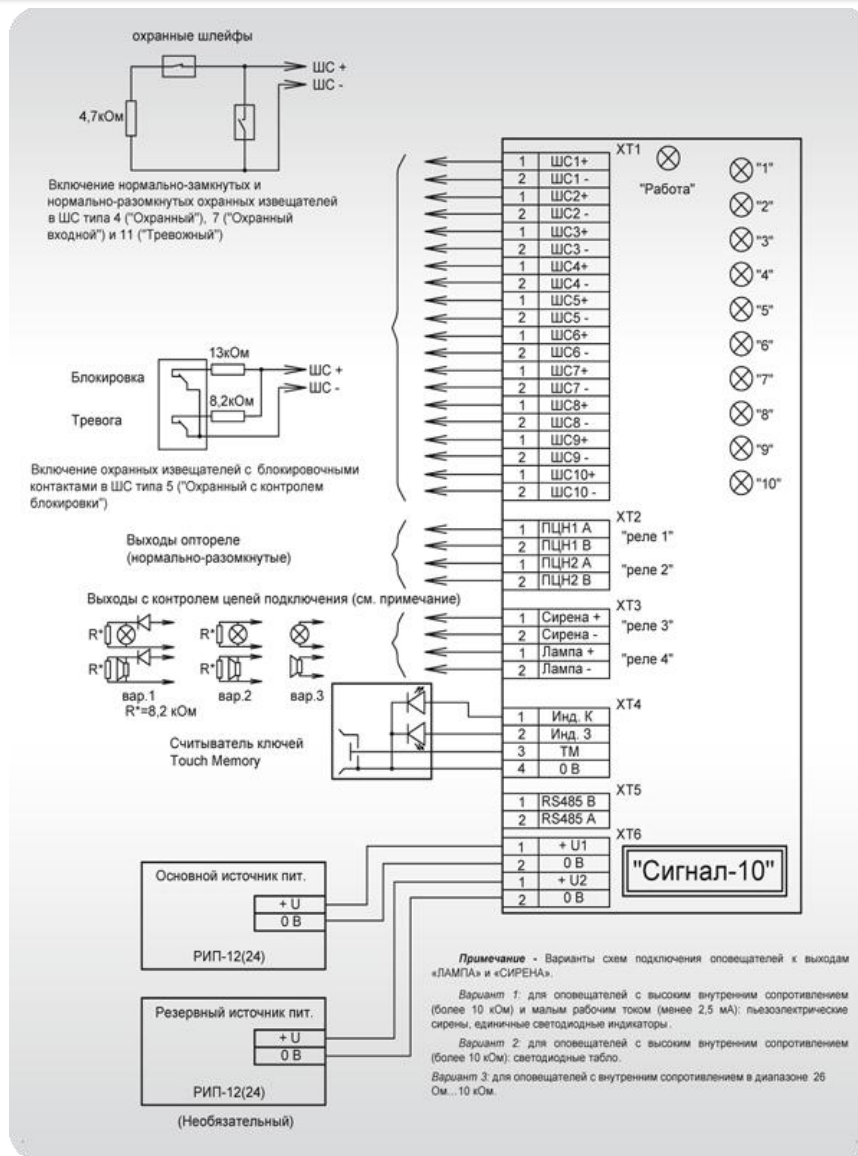 охранные шлейфы
ШС +
ШС -
4,7кОм
Включение нормально-замкнутых и
нормально-разомкнутых охранных извещателей
в ШС типа 4 ("Охранный"), 7 ("Охранный
входной") и 11 ("Тревожный")
13кОм
ШС +
Блокировка
ШС -
8,2кОм
Тревога
Включение охранных извещателей с блокировочными
контактами в ШС типа 5 ("Охранный с контролем
блокировки")
XT1
"Работа"
1 ШС1+
2 ШС1 -
1 ШС2+
2 ШС2 -
1 ШС3+
2 ШС3 -
1 ШС4+
2 ШС4 -
1 ШС5+
2 ШС5 -
1 ШС6+
2 ШС6 -
1 ШС7+
2 ШС7 -
1 ШС8+
2 ШС8 -
1 ШС9+
2 ШС9 -
1 ШС10+
2 ШС10 -
"1"
"2"
"3"
"4"
"5"
"6"
"7"
"8"
"9"
"10"
Выходы оптореле
(нормально-разомкнутые)
XT2
1 ПЦН1 А
2 ПЦН1 В
1 ПЦН2 А
2 ПЦН2 В
"реле 1"
"реле 2"
Выходы с контролем цепей подключения (см. примечание)
R*
R*
R*
R*
вар.1
вар.2
вар.3
R*=8,2 кОм
XT3
1 Сирена +
2 Сирена -
1 Лампа +
2 Лампа -
"реле 3"
"реле 4"
Считыватель ключей
Touch Memory
XT4
1 Инд. К
2 Инд. З
3 ТМ
4 0 В
XT5
1 RS485 B
2 RS485 A
XT6
1 + U1
2 0 В
1 + U2
2 0 В
"Сигнал-10"
Основной источник пит.
+ U
0 В
РИП-12(24)
Резервный источник пит.
+ U
0 В
РИП-12(24)
(Необязательный)
Примечание - Варианты схем подключения оповещателей к выходам
«ЛАМПА» и «СИРЕНА».
Вариант 1: для оповещателей с высоким внутренним сопротивлением
(более 10 кОм) и малым рабочим током (менее 2,5 мА): пьезоэлектрические
сирены, единичные светодиодные индикаторы.
Вариант 2: для оповещателей с высоким внутренним сопротивлением
(более 10 кОм): светодиодные табло.
Вариант 3: для оповещателей с внутренним сопротивлением в диапазоне 26
Ом...10 кОм.